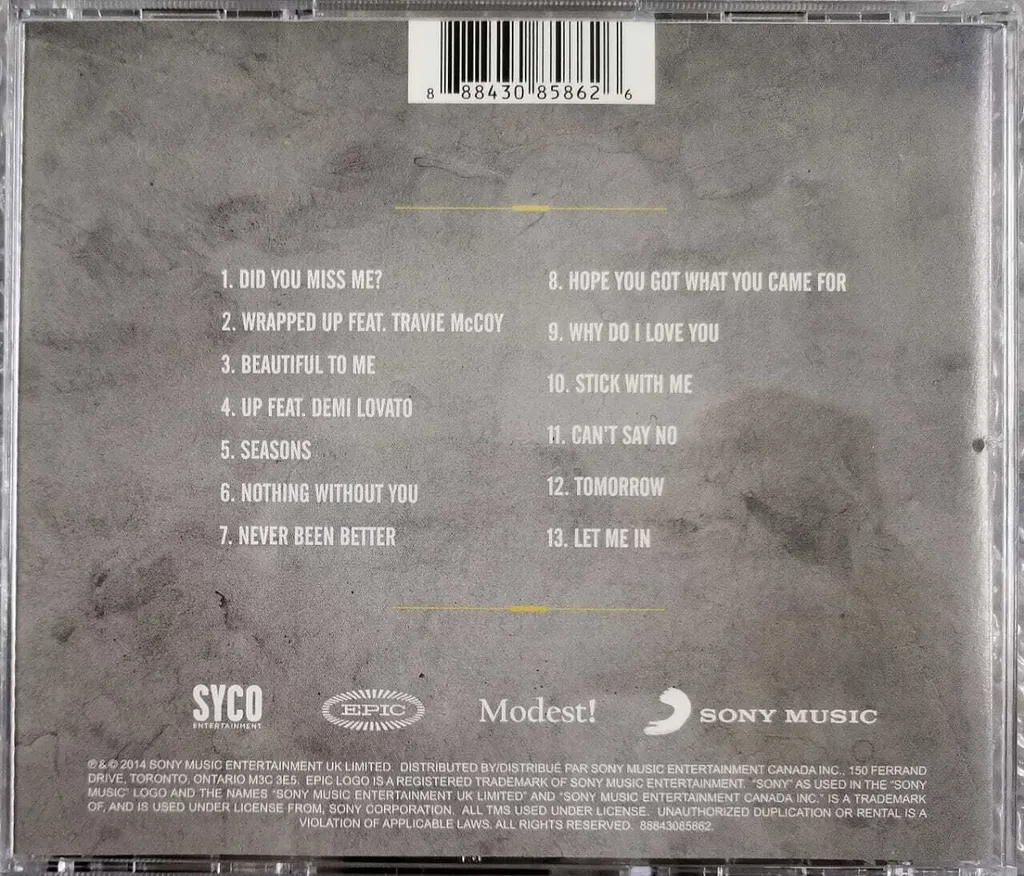 8 88430 85862 6
1. DID YOU MISS ME?
2. WRAPPED UP FEAT. TRAVIE McCOY
3. BEAUTIFUL TO ME
4. UP FEAT. DEMI LOVATO
5. SEASONS
6. NOTHING WITHOUT YOU
7. NEVER BEEN BETTER
8. HOPE YOU GOT WHAT YOU CAME FOR
9. WHY DO I LOVE YOU
10. STICK WITH ME
11. CAN'T SAY NO
12. TOMORROW
13. LET ME IN
SYCO
ENTERTAINMENT
EPIC
Modest!
SONY MUSIC
℗ & © 2014 SONY MUSIC ENTERTAINMENT UK LIMITED. DISTRIBUTED BY/DISTRIBUÉ PAR SONY MUSIC ENTERTAINMENT CANADA INC., 150 FERRAND
DRIVE, TORONTO, ONTARIO M3C 3E5. EPIC LOGO IS A REGISTERED TRADEMARK OF SONY MUSIC ENTERTAINMENT. "SONY" AS USED IN THE "SONY
MUSIC" LOGO AND THE NAMES "SONY MUSIC ENTERTAINMENT UK LIMITED" AND "SONY MUSIC ENTERTAINMENT CANADA INC." IS A TRADEMARK
OF, AND IS USED UNDER LICENSE FROM, SONY CORPORATION. ALL TMS USED UNDER LICENSE. UNAUTHORIZED DUPLICATION OR RENTAL IS A
VIOLATION OF APPLICABLE LAWS. ALL RIGHTS RESERVED. 88843085862.